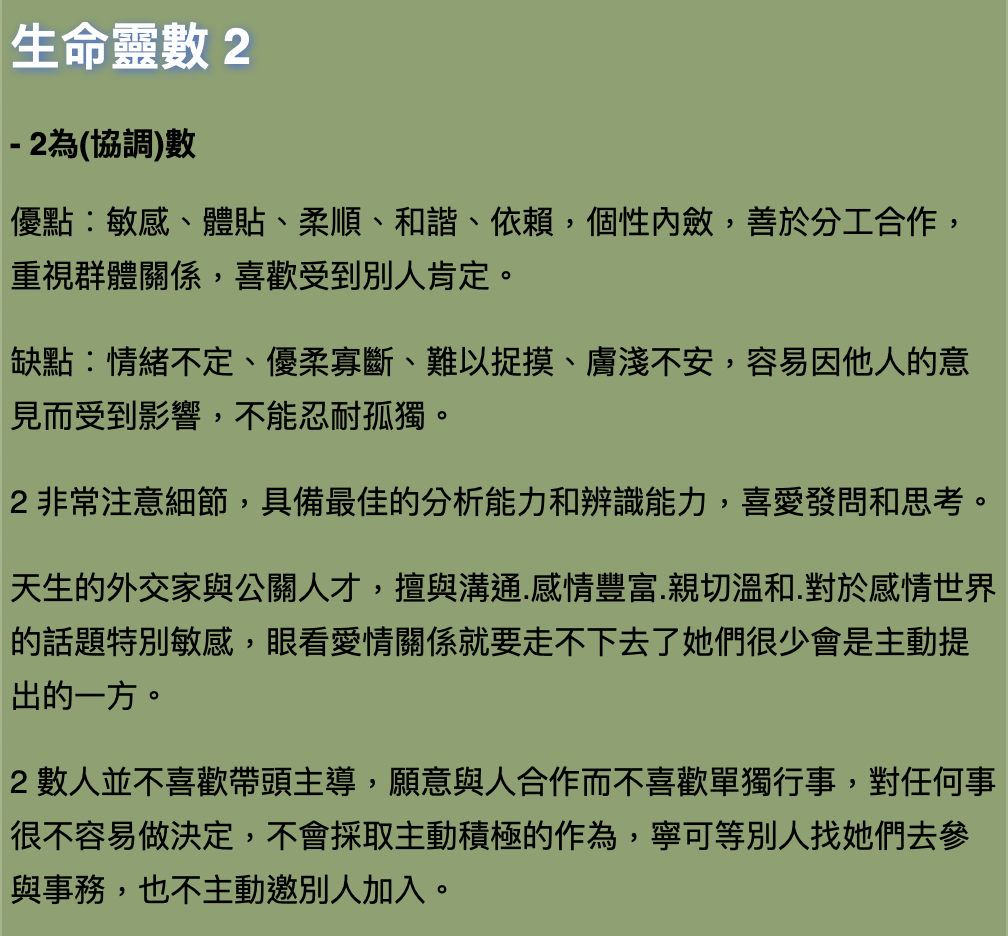 生命靈數 2
- 2為(協調)數
優點：敏感、體貼、柔順、和諧、依賴，個性內斂，善於分工合作，
重視群體關係，喜歡受到別人肯定。
缺點：情緒不定、優柔寡斷、難以捉摸、膚淺不安，容易因他人的意
見而受到影響，不能忍耐孤獨。
2 非常注意細節，具備最佳的分析能力和辨識能力，喜愛發問和思考。
天生的外交家與公關人才，擅與溝通.感情豐富.親切溫和.對於感情世界
的話題特別敏感，眼看愛情關係就要走不下去了她們很少會是主動提
出的一方。
2 數人並不喜歡帶頭主導，願意與人合作而不喜歡單獨行事，對任何事
很不容易做決定，不會採取主動積極的作為，寧可等別人找她們去參
與事務，也不主動邀別人加入。